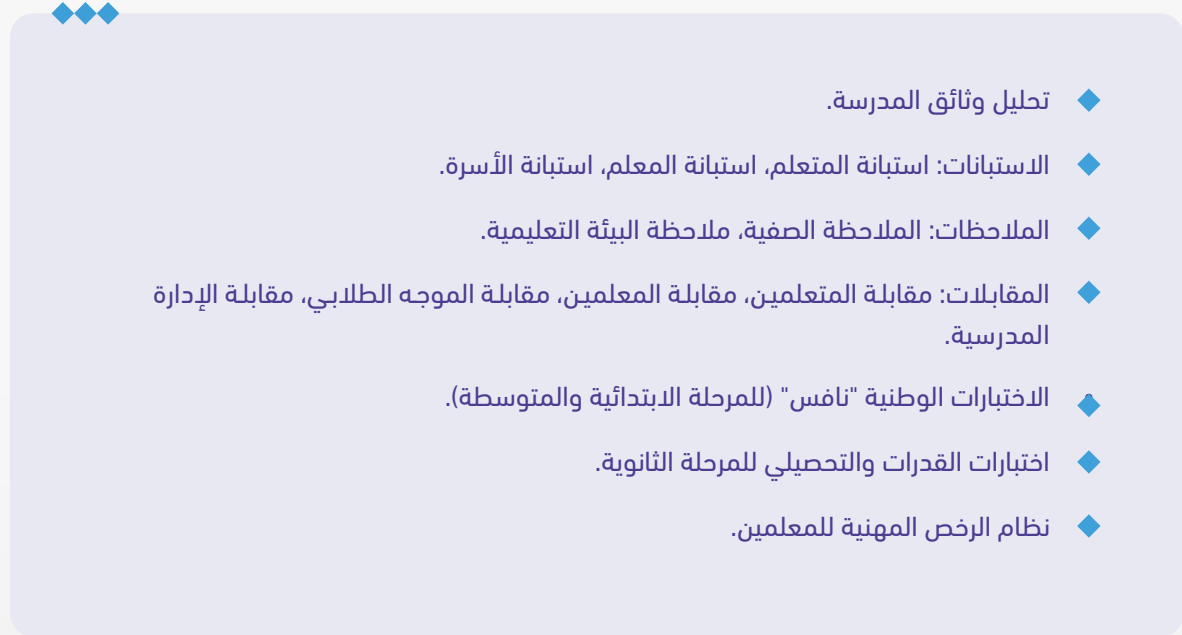 تحليل وثائق المدرسة.
الاستبانات: استبانة المتعلم، استبانة المعلم، استبانة الأسرة.
الملاحظات: الملاحظة الصفية، ملاحظة البيئة التعليمية.
المقابلات: مقابلة المتعلمين، مقابلة المعلمين، مقابلة الموجه الطلابي، مقابلة الإدارة
المدرسية.
الاختبارات الوطنية "نافس" (للمرحلة الابتدائية والمتوسطة).
اختبارات القدرات والتحصيلي للمرحلة الثانوية.
نظام الرخص المهنية للمعلمين.